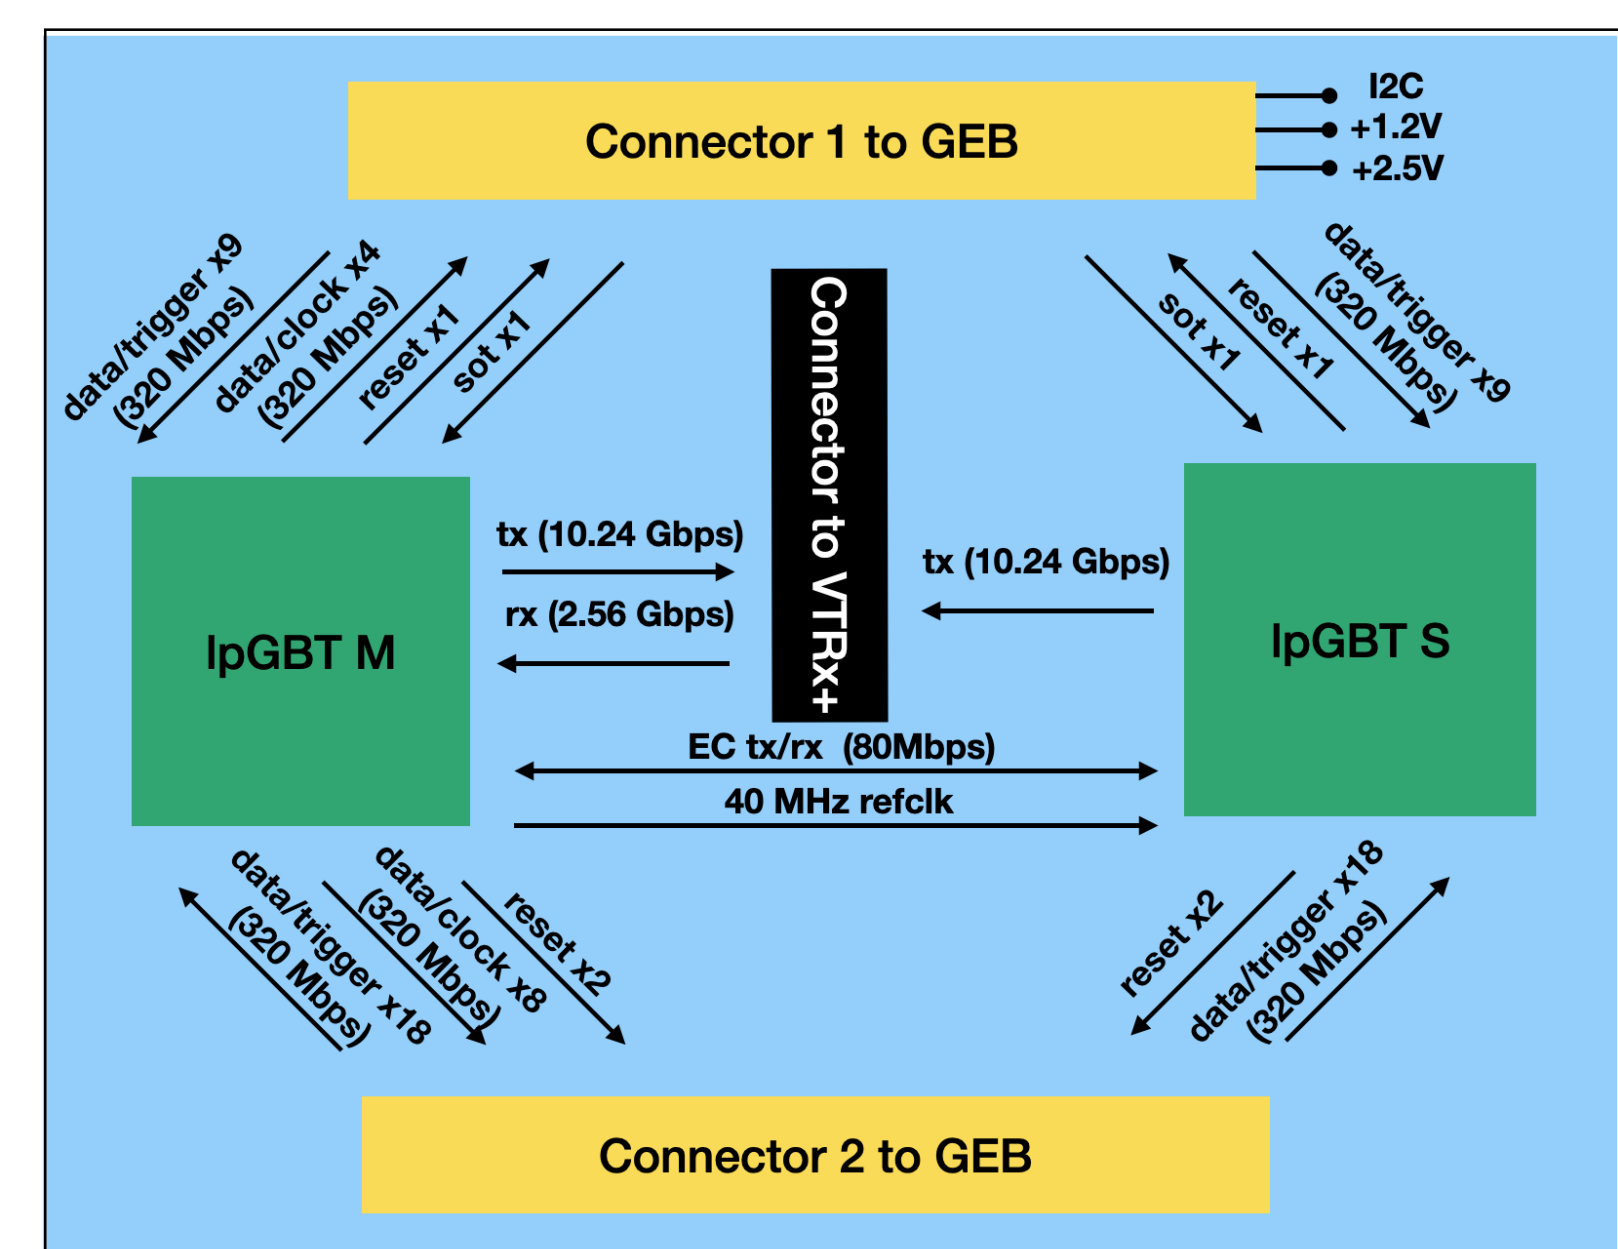 Connector 1 to GEB
I2C
+1.2V
+2.5V
data/trigger x9
(320 Mbps)
data/clock x4
(320 Mbps)
reset x1
sot x1
sot x1
reset x1
data/trigger x9
(320 Mbps)
Connector to VTRx+
tx (10.24 Gbps)
rx (2.56 Gbps)
tx (10.24 Gbps)
lpGBT M
lpGBT S
EC tx/rx (80Mbps)
40 MHz refclk
data/trigger x18
(320 Mbps)
data/clock x8
(320 Mbps)
reset x2
reset x2
data/trigger x18
(320 Mbps)
Connector 2 to GEB